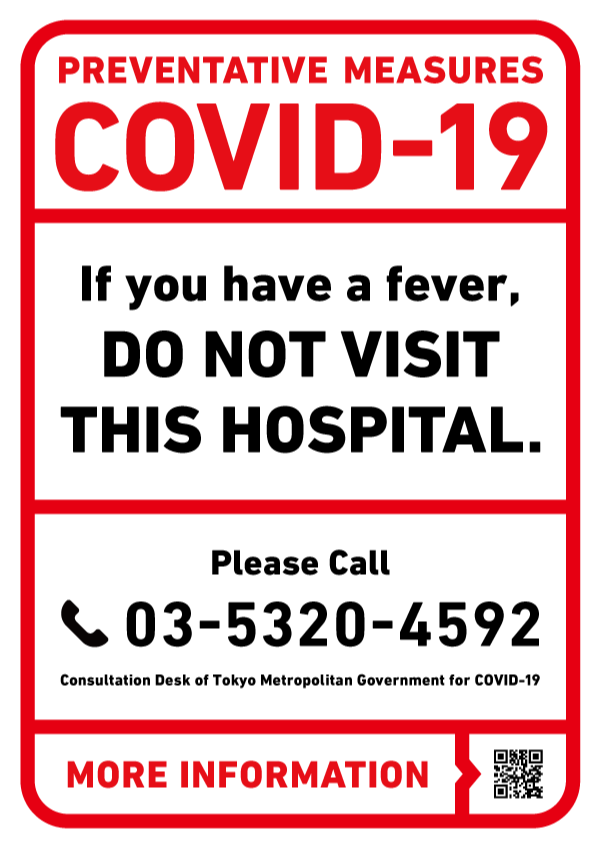 PREVENTATIVE MEASURES
COVID-19
If you have a fever,
DO NOT VISIT
THIS HOSPITAL.
Please Call
03-5320-4592
Consultation Desk of Tokyo Metropolitan Government for COVID-19
MORE INFORMATION